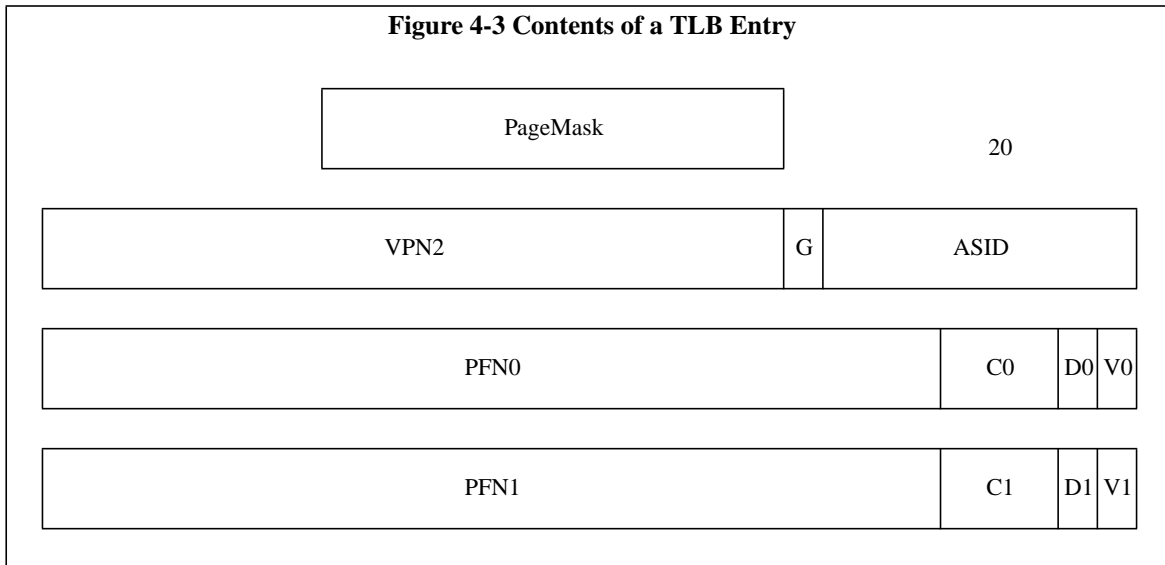 Figure 4-3 Contents of a TLB Entry
PageMask
20
VPN2 G ASID
PFN0 C0 D0 V0
PFN1 C1 D1 V1